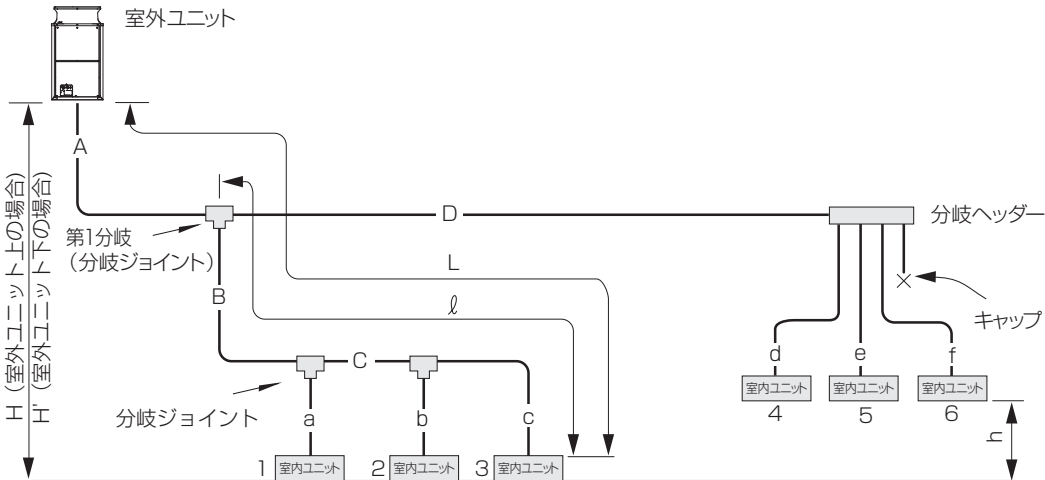 室外ユニット
A
H（室外ユニット上の場合）
H'（室外ユニット下の場合）
第1分岐
（分岐ジョイント）
D
分岐ヘッダー
L
ℓ
B
キャップ
C
分岐ジョイント
a
b
c
d
e
f
室内ユニット
4
室内ユニット
5
室内ユニット
6
h
1 室内ユニット
2 室内ユニット
3 室内ユニット